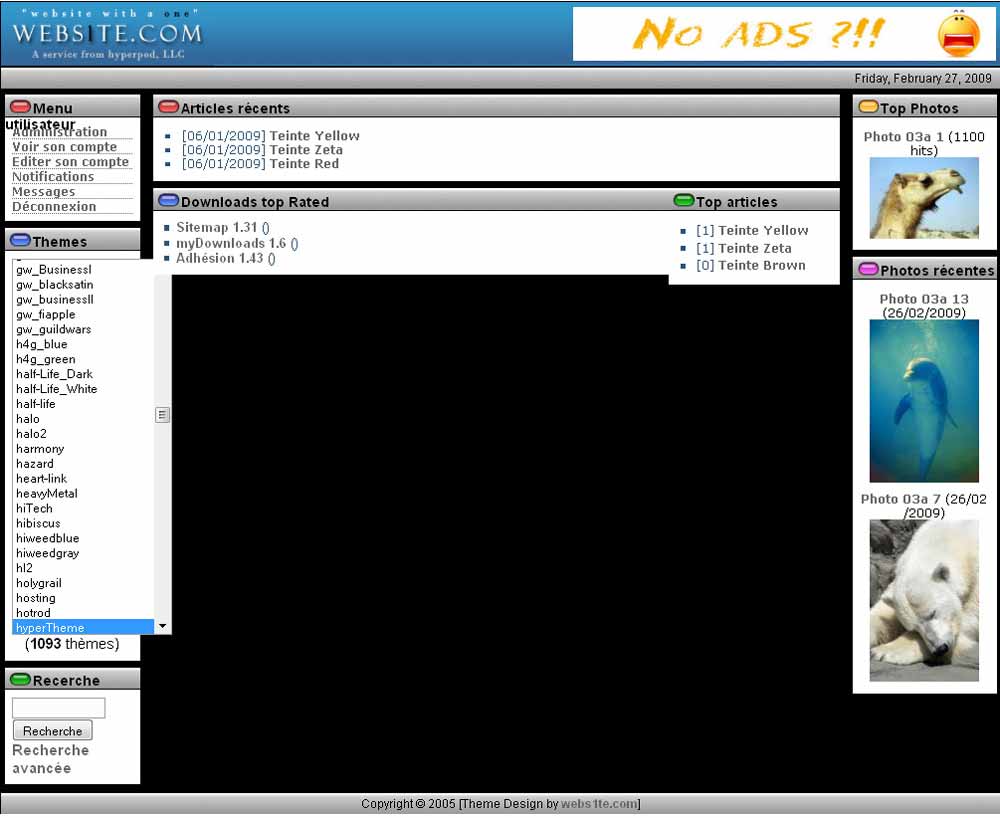 "website with a one"
WEBS1TE.COM
A service from hyperpod, LLC
NO ADS ?!!
Friday, February 27, 2009
Menu
utilisateur
Administration
Voir son compte
Editer son compte
Notifications
Messages
Déconnexion
Themes
gw_BusinessI
gw_blacksatin
gw_businessII
gw_fiapple
gw_guildwars
h4g_blue
h4g_green
half-Life_Dark
half-Life_White
half-life
halo
halo2
harmony
hazard
heart-link
heavyMetal
hiTech
hibiscus
hiweedblue
hiweedgray
hl2
holygrail
hosting
hotrod
hyperTheme
(1093 thèmes)
Recerche
Recherche
Recherche
avancée
Articles récents
[06/01/2009] Teinte Yellow
[06/01/2009] Teinte Zeta
[06/01/2009] Teinte Red
Downloads top Rated
Sitemap 1.31 ()
myDownloads 1.6 ()
Adhésion 1.43 ()
Top articles
[1] Teinte Yellow
[1] Teinte Zeta
[0] Teinte Brown
Top Photos
Photo 03a 1 (1100
hits)
Photos récentes
Photo 03a 13
(26/02/2009)
Photo 03a 7 (26/02
/2009)
Copyright © 2005 [Theme Design by webs1te.com]